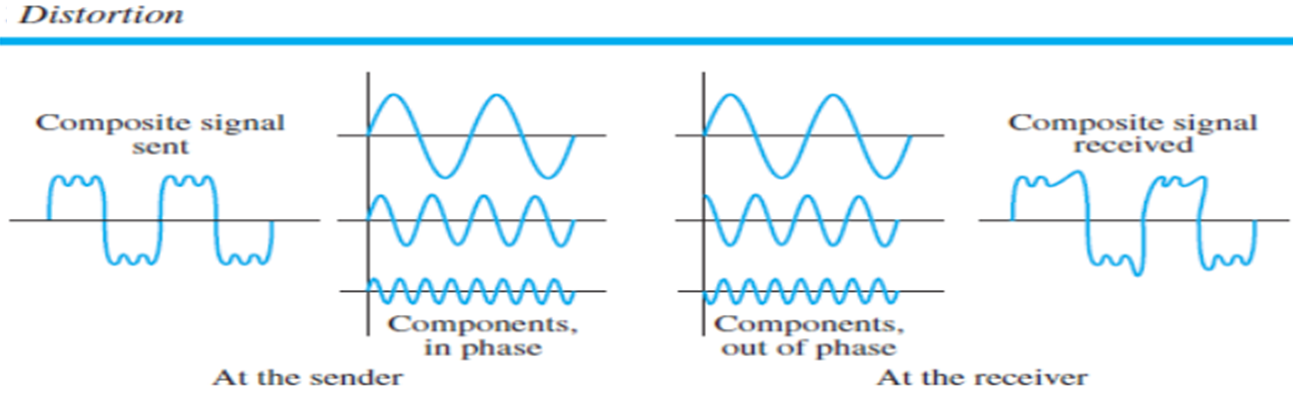 Distortion
Composite signal
sent
Composite signal
received
Components,
in phase
Components,
out of phase
At the sender
At the receiver